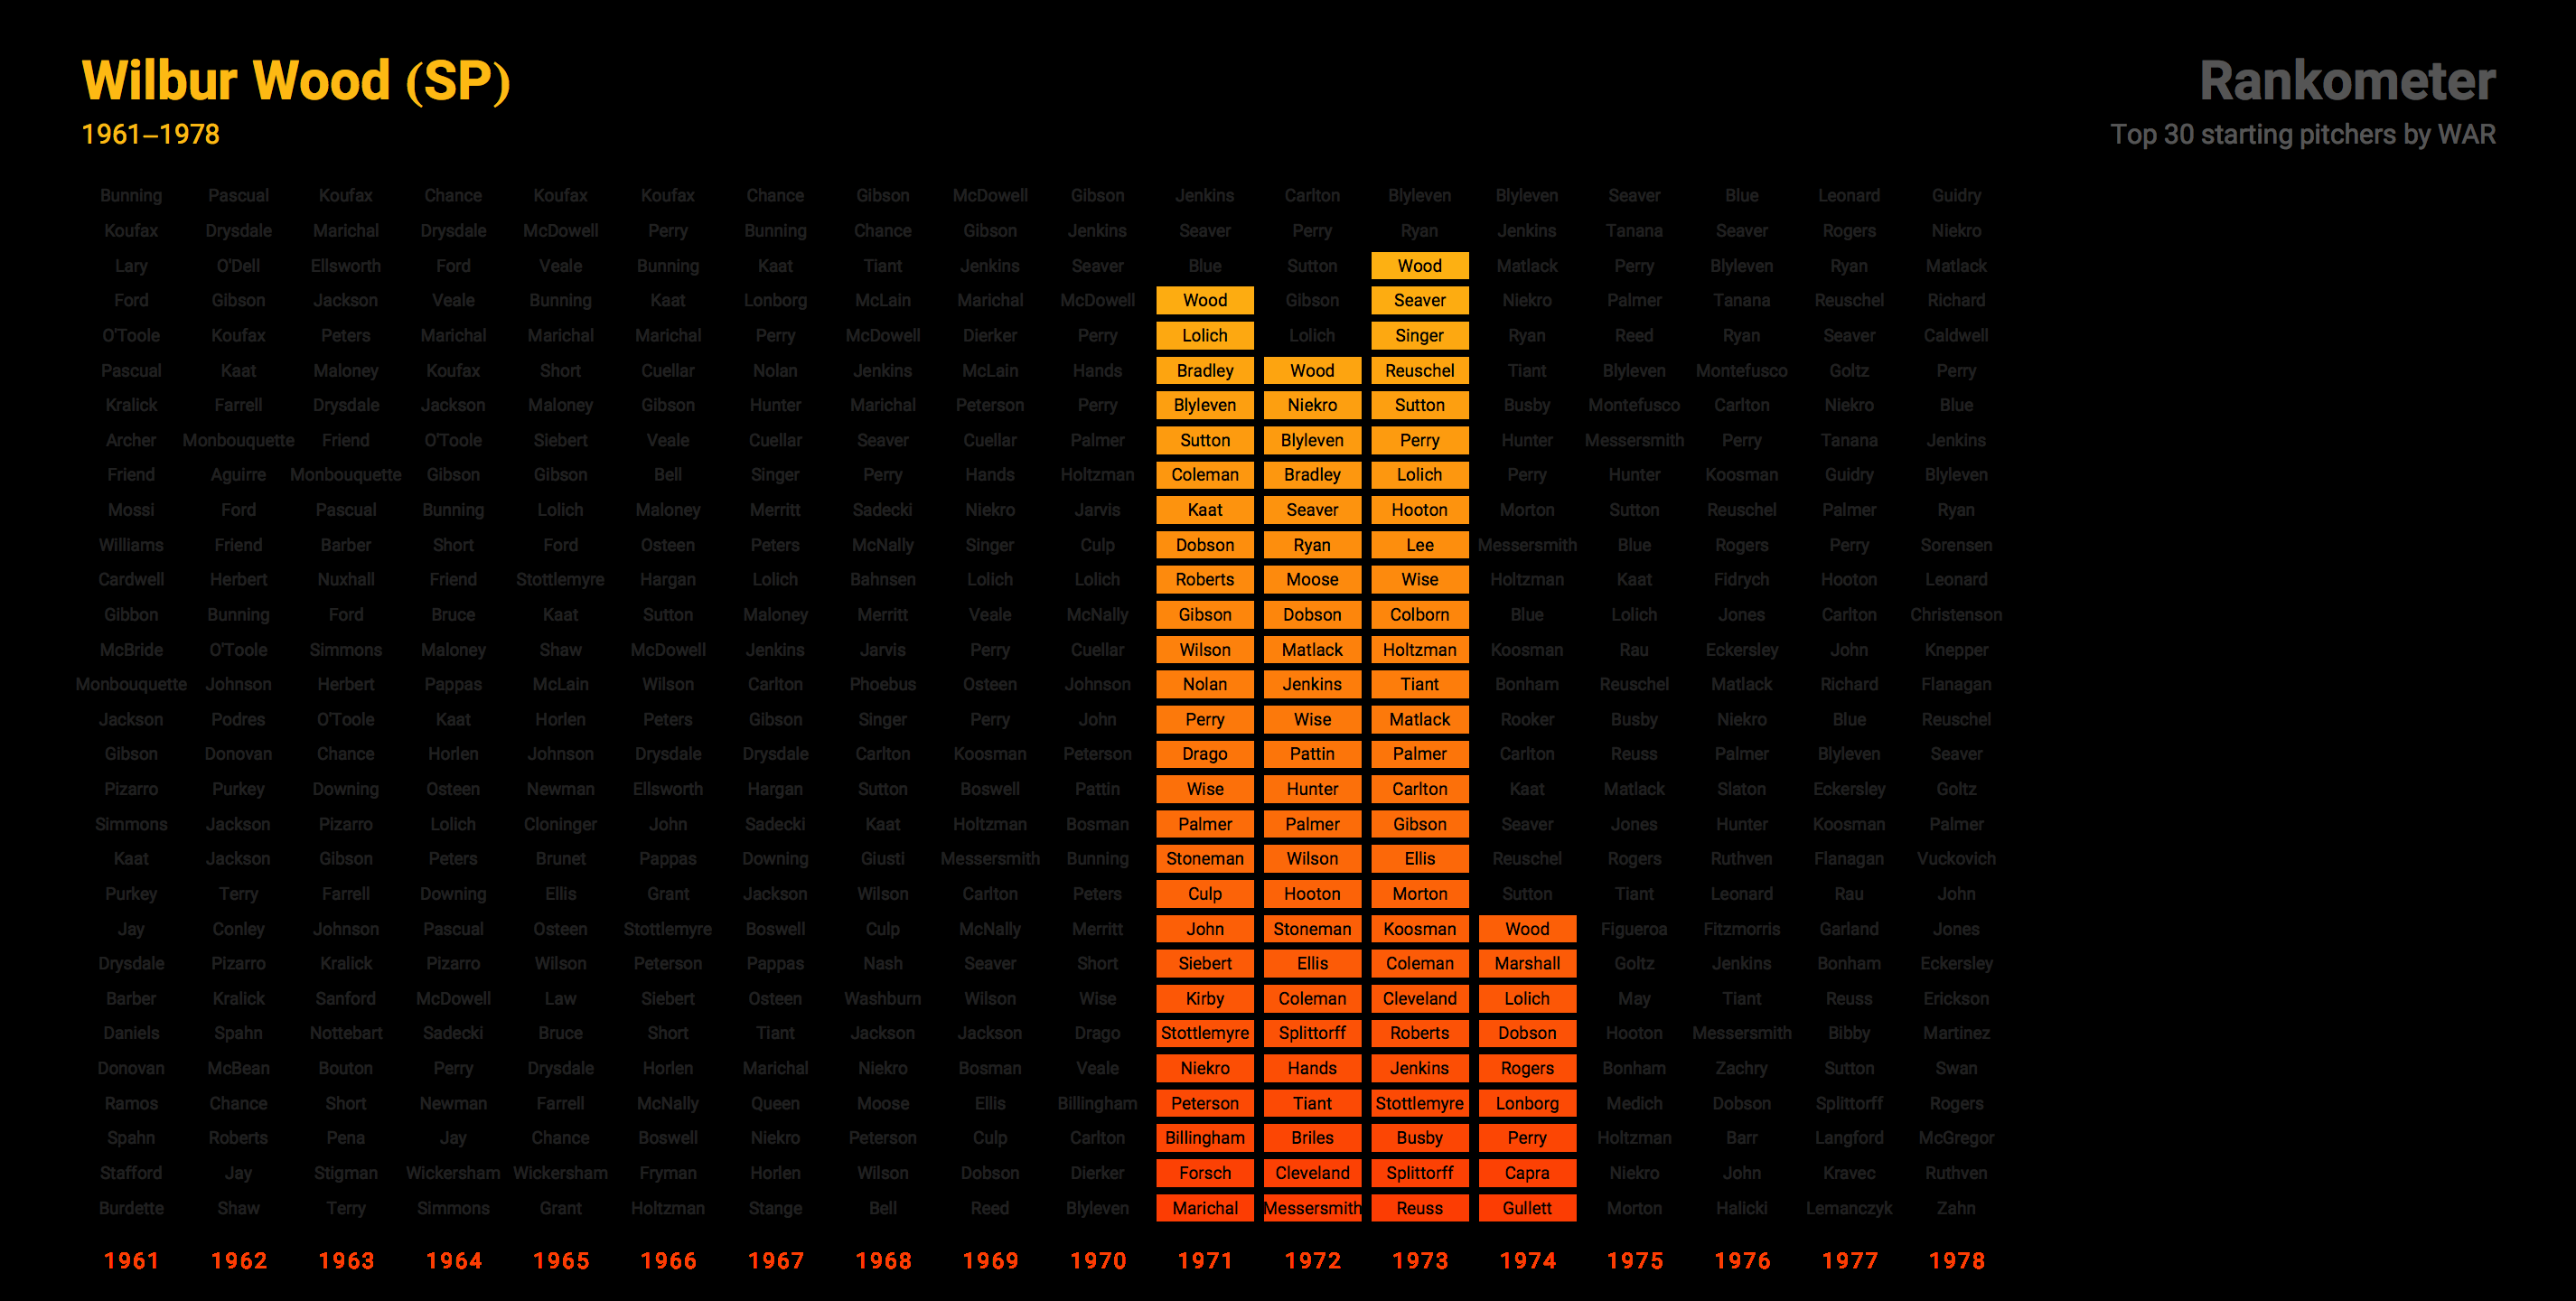 Wilbur Wood (SP) Rankometer
1961–1978 Top 30 starting pitchers by WAR
Bunning Pascual Koufax Chance Koufax Koufax Chance Gibson McDowell Gibson Jenkins Carlton Blyleven Blyleven Seaver Blue Leonard Guidry
Koufax Drysdale Marichal Drysdale McDowell Perry Bunning Chance Gibson Jenkins Seaver Perry Ryan Jenkins Tanana Seaver Rogers Niekro
Lary O'Dell Ellsworth Ford Veale Bunning Kaat Tiant Jenkins Seaver Blue Sutton Wood Matlack Perry Blyleven Ryan Matlack
Ford Gibson Jackson Veale Bunning Kaat Lonborg McLain Marichal McDowell Wood Gibson Seaver Niekro Palmer Tanana Reuschel Richard
O'Toole Koufax Peters Marichal Marichal Marichal Perry McDowell Dierker Perry Lolich Lolich Singer Ryan Reed Ryan Seaver Caldwell
Pascual Kaat Maloney Koufax Short Cuellar Nolan Jenkins McLain Hands Bradley Wood Reuschel Tiant Blyleven Montefusco Goltz Perry
Kralick Farrell Drysdale Jackson Maloney Gibson Hunter Marichal Peterson Perry Blyleven Niekro Sutton Busby Montefusco Carlton Niekro Blue
Archer Monbouquette Friend O'Toole Siebert Veale Cuellar Seaver Cuellar Palmer Sutton Blyleven Perry Hunter Messersmith Perry Tanana Jenkins
Friend Aguirre Monbouquette Gibson Gibson Bell Singer Perry Hands Holtzman Coleman Bradley Lolich Perry Hunter Koosman Guidry Blyleven
Mossi Ford Pascual Bunning Lolich Maloney Merritt Sadecki Niekro Jarvis Kaat Seaver Hooton Morton Sutton Reuschel Palmer Ryan
Williams Friend Barber Short Ford Osteen Peters McNally Singer Culp Dobson Ryan Lee Messersmith Blue Rogers Perry Sorensen
Cardwell Herbert Nuxhall Friend Stottlemyre Hargan Lolich Bahnsen Lolich Lolich Roberts Moose Wise Holtzman Kaat Fidrych Hooton Leonard
Gibbon Bunning Ford Bruce Kaat Sutton Maloney Merritt Veale McNally Gibson Dobson Colborn Blue Lolich Jones Carlton Christenson
McBride O'Toole Simmons Maloney Shaw McDowell Jenkins Jarvis Perry Cuellar Wilson Matlack Holtzman Koosman Rau Eckersley John Knepper
Monbouquette Johnson Herbert Pappas McLain Wilson Carlton Phoebus Osteen Johnson Nolan Jenkins Tiant Bonham Reuschel Matlack Richard Flanagan
Jackson Podres O'Toole Kaat Horlen Peters Gibson Singer Perry John Perry Wise Matlack Rooker Busby Niekro Blue Reuschel
Gibson Donovan Chance Horlen Johnson Drysdale Drysdale Carlton Koosman Peterson Drago Pattin Palmer Carlton Reuss Palmer Blyleven Seaver
Pizarro Purkey Downing Osteen Newman Ellsworth Hargan Sutton Boswell Pattin Wise Hunter Carlton Kaat Matlack Slaton Eckersley Goltz
Simmons Jackson Pizarro Lolich Cloninger John Sadecki Kaat Holtzman Bosman Palmer Palmer Gibson Seaver Jones Hunter Koosman Palmer
Kaat Jackson Gibson Peters Brunet Pappas Downing Giusti Messersmith Bunning Stoneman Wilson Ellis Reuschel Rogers Ruthven Flanagan Vuckovich
Purkey Terry Farrell Downing Ellis Grant Jackson Wilson Carlton Peters Culp Hooton Morton Sutton Tiant Leonard Rau John
Jay Conley Johnson Pascual Osteen Stottlemyre Boswell Culp McNally Merritt John Stoneman Koosman Wood Figueroa Fitzmorris Garland Jones
Drysdale Pizarro Kralick Pizarro Wilson Peterson Pappas Nash Seaver Short Siebert Ellis Coleman Marshall Goltz Jenkins Bonham Eckersley
Barber Kralick Sanford McDowell Law Siebert Osteen Washburn Wilson Wise Kirby Coleman Cleveland Lolich May Tiant Reuss Erickson
Daniels Spahn Nottebart Sadecki Bruce Short Tiant Jackson Jackson Drago Stottlemyre Splittorff Roberts Dobson Hooton Messersmith Bibby Martinez
Donovan McBean Bouton Perry Drysdale Horlen Marichal Niekro Bosman Veale Niekro Hands Jenkins Rogers Bonham Zachry Sutton Swan
Ramos Chance Short Newman Farrell McNally Queen Moose Ellis Billingham Peterson Tiant Stottlemyre Lonborg Medich Dobson Splittorff Rogers
Spahn Roberts Pena Jay Chance Boswell Niekro Peterson Culp Carlton Billingham Briles Busby Perry Holtzman Barr Langford McGregor
Stafford Jay Stigman Wickersham Wickersham Fryman Horlen Wilson Dobson Dierker Forsch Cleveland Splittorff Capra Niekro John Kravec Ruthven
Burdette Shaw Terry Simmons Grant Holtzman Stange Bell Reed Blyleven Marichal Messersmith Reuss Gullett Morton Halicki Lemanczyk Zahn
1961 1962 1963 1964 1965 1966 1967 1968 1969 1970 1971 1972 1973 1974 1975 1976 1977 1978